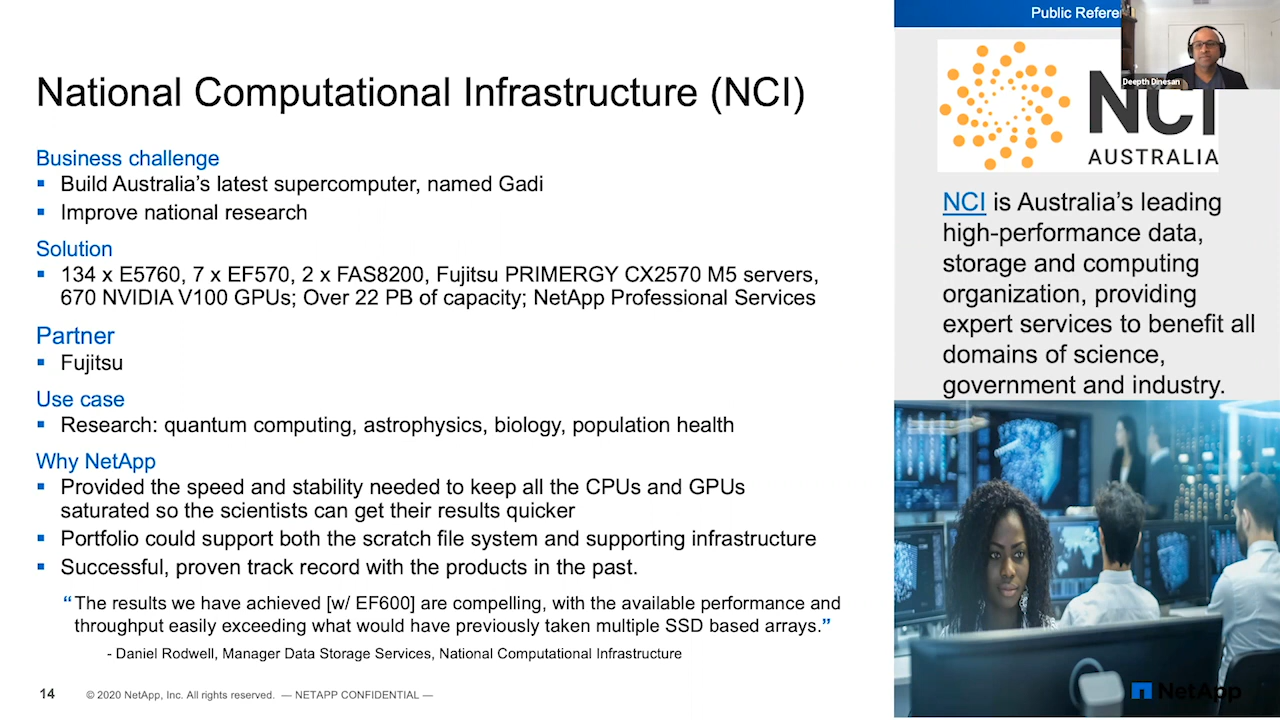 Public Refere
Deepth Dinesan
National Computational Infrastructure (NCI)
NCI
AUSTRALIA
Business challenge
▪ Build Australia's latest supercomputer, named Gadi
▪ Improve national research
Solution
▪ 134 x E5760, 7 x EF570, 2 x FAS8200, Fujitsu PRIMERGY CX2570 M5 servers,
670 NVIDIA V100 GPUs; Over 22 PB of capacity; NetApp Professional Services
Partner
▪ Fujitsu
Use case
▪ Research: quantum computing, astrophysics, biology, population health
Why NetApp
▪ Provided the speed and stability needed to keep all the CPUs and GPUs
saturated so the scientists can get their results quicker
▪ Portfolio could support both the scratch file system and supporting infrastructure
▪ Successful, proven track record with the products in the past.
“The results we have achieved [w/ EF600] are compelling, with the available performance and
throughput easily exceeding what would have previously taken multiple SSD based arrays.”
- Daniel Rodwell, Manager Data Storage Services, National Computational Infrastructure
NCI is Australia's leading
high-performance data,
storage and computing
organization, providing
expert services to benefit all
domains of science,
government and industry.
14 © 2020 NetApp, Inc. All rights reserved. — NETAPP CONFIDENTIAL —
NetApp